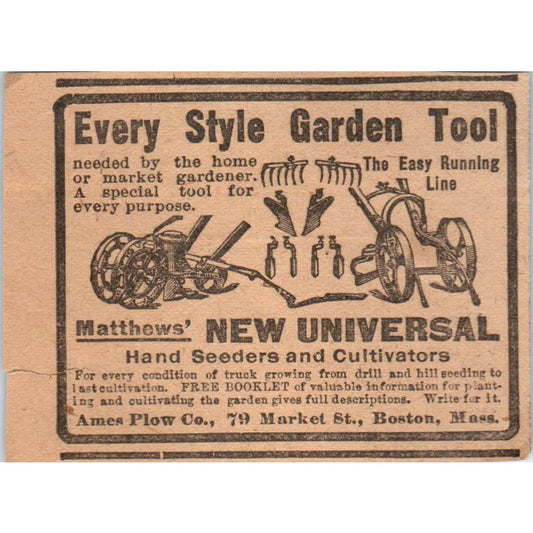 Every Style Garden Tool
needed by the home
or market gardener.
A special tool for
every purpose.
The Easy Running
Line
Matthews' NEW UNIVERSAL
Hand Seeders and Cultivators
For every condition of truck growing from drill and hill seeding to
last cultivation. FREE BOOKLET of valuable information for plant-
ing and cultivating the garden gives full descriptions. Write for it.
Ames Plow Co., 79 Market St., Boston, Mass.